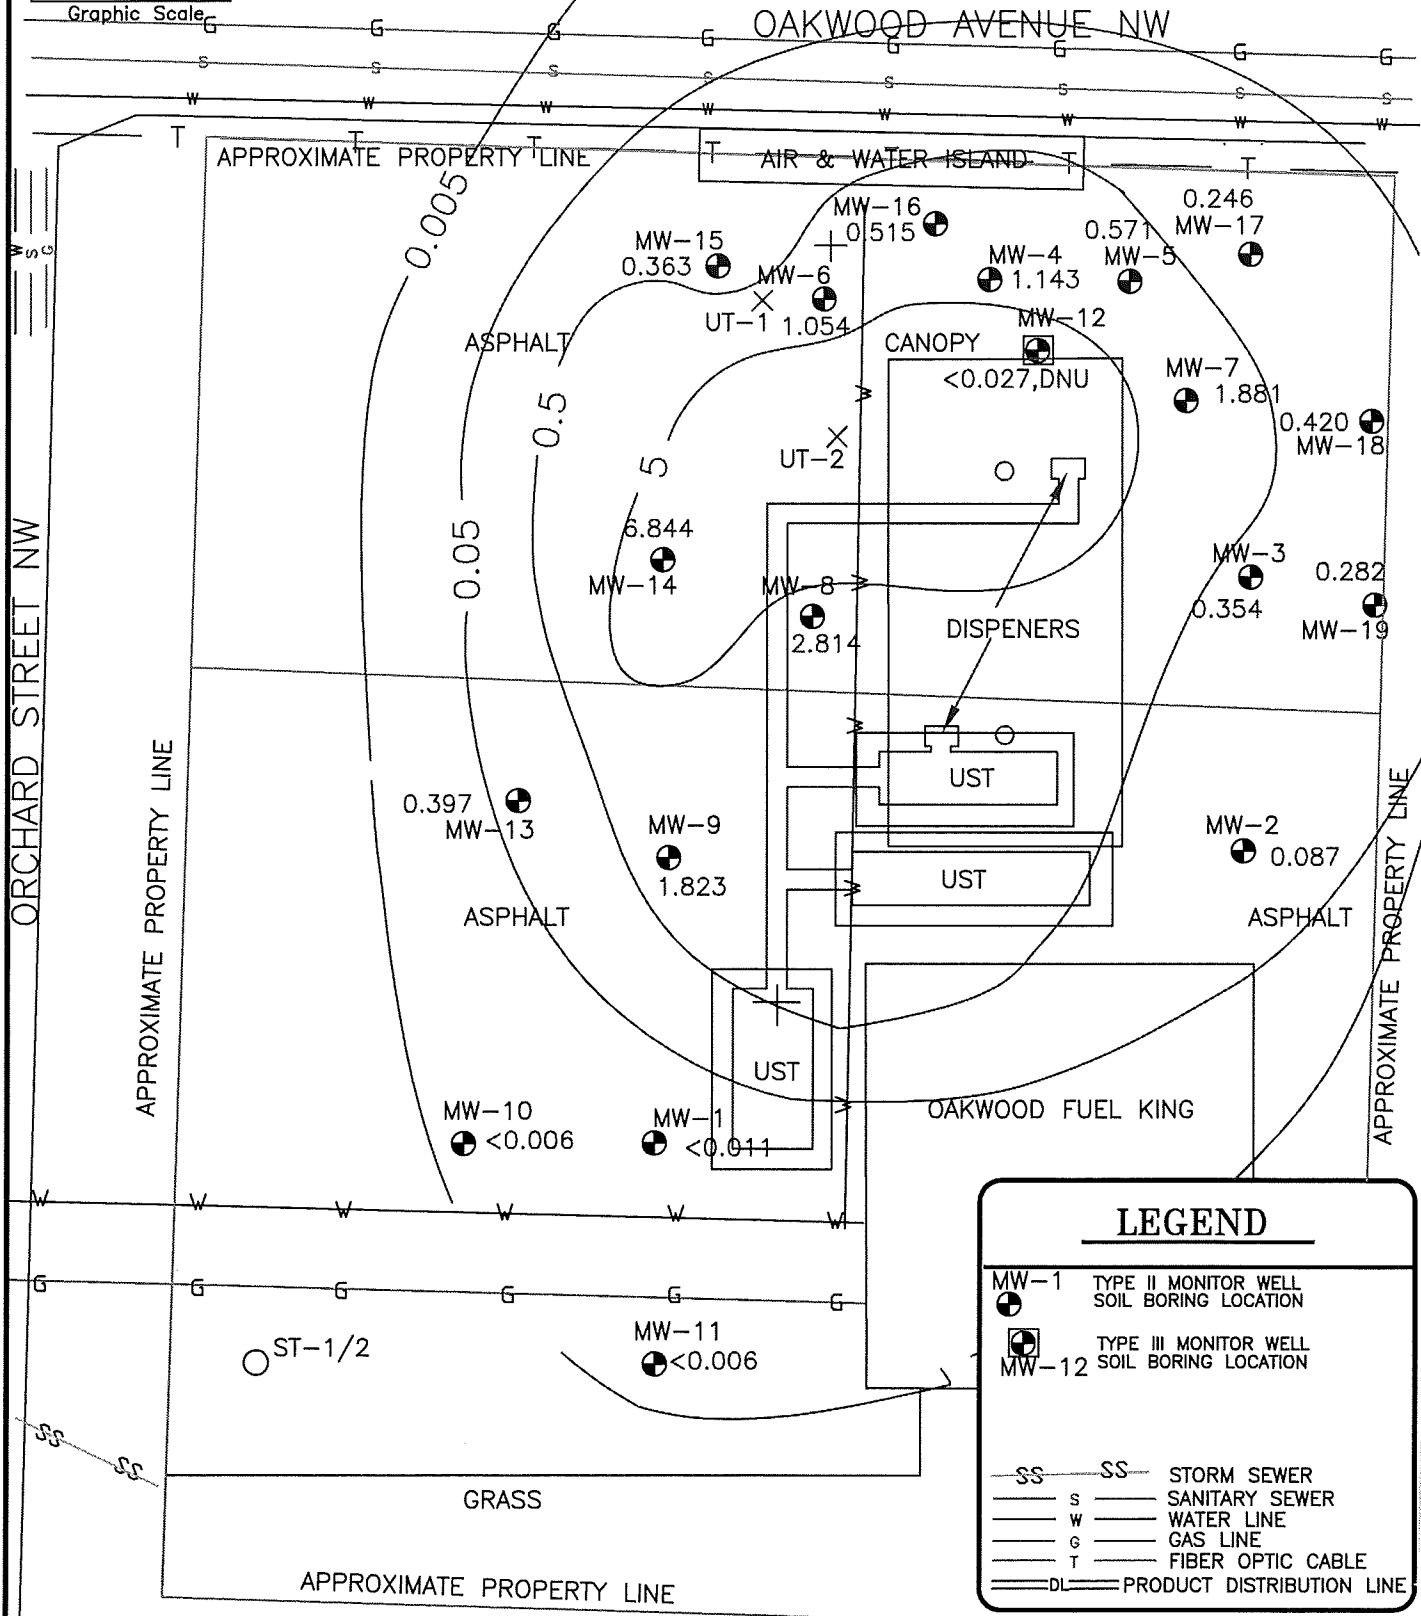 Graphic Scale
OAKWOOD AVENUE NW
G G G G G G G G
S S S S S S S S
W W W W W W W W
T T T T T T T
APPROXIMATE PROPERTY LINE
AIR & WATER ISLAND
W S G
0.005
MW-16
0.515
0.246
MW-17
MW-15
0.363
MW-6
1.054
UT-1
MW-4
1.143
0.571
MW-5
ASPHALT
CANOPY
MW-12
<0.027,DNU
MW-7
1.881
0.420
MW-18
0.5
5
W
UT-2
0.05
6.844
MW-14
MW-8
2.814
W
MW-3
0.354
0.282
MW-19
DISPENERS
ORCHARD STREET NW
APPROXIMATE PROPERTY LINE
W
UST
0.397
MW-13
MW-9
1.823
MW-2
0.087
W
UST
ASPHALT
ASPHALT
APPROXIMATE PROPERTY LINE
UST
W
OAKWOOD FUEL KING
MW-10
<0.006
MW-1
<0.011
W W W W W W
G G G G G G
ST-1/2
MW-11
<0.006
SS SS
GRASS
APPROXIMATE PROPERTY LINE
LEGEND
MW-1 TYPE II MONITOR WELL
SOIL BORING LOCATION
TYPE III MONITOR WELL
MW-12 SOIL BORING LOCATION
SS SS STORM SEWER
S SANITARY SEWER
W WATER LINE
G GAS LINE
T FIBER OPTIC CABLE
DL PRODUCT DISTRIBUTION LINE